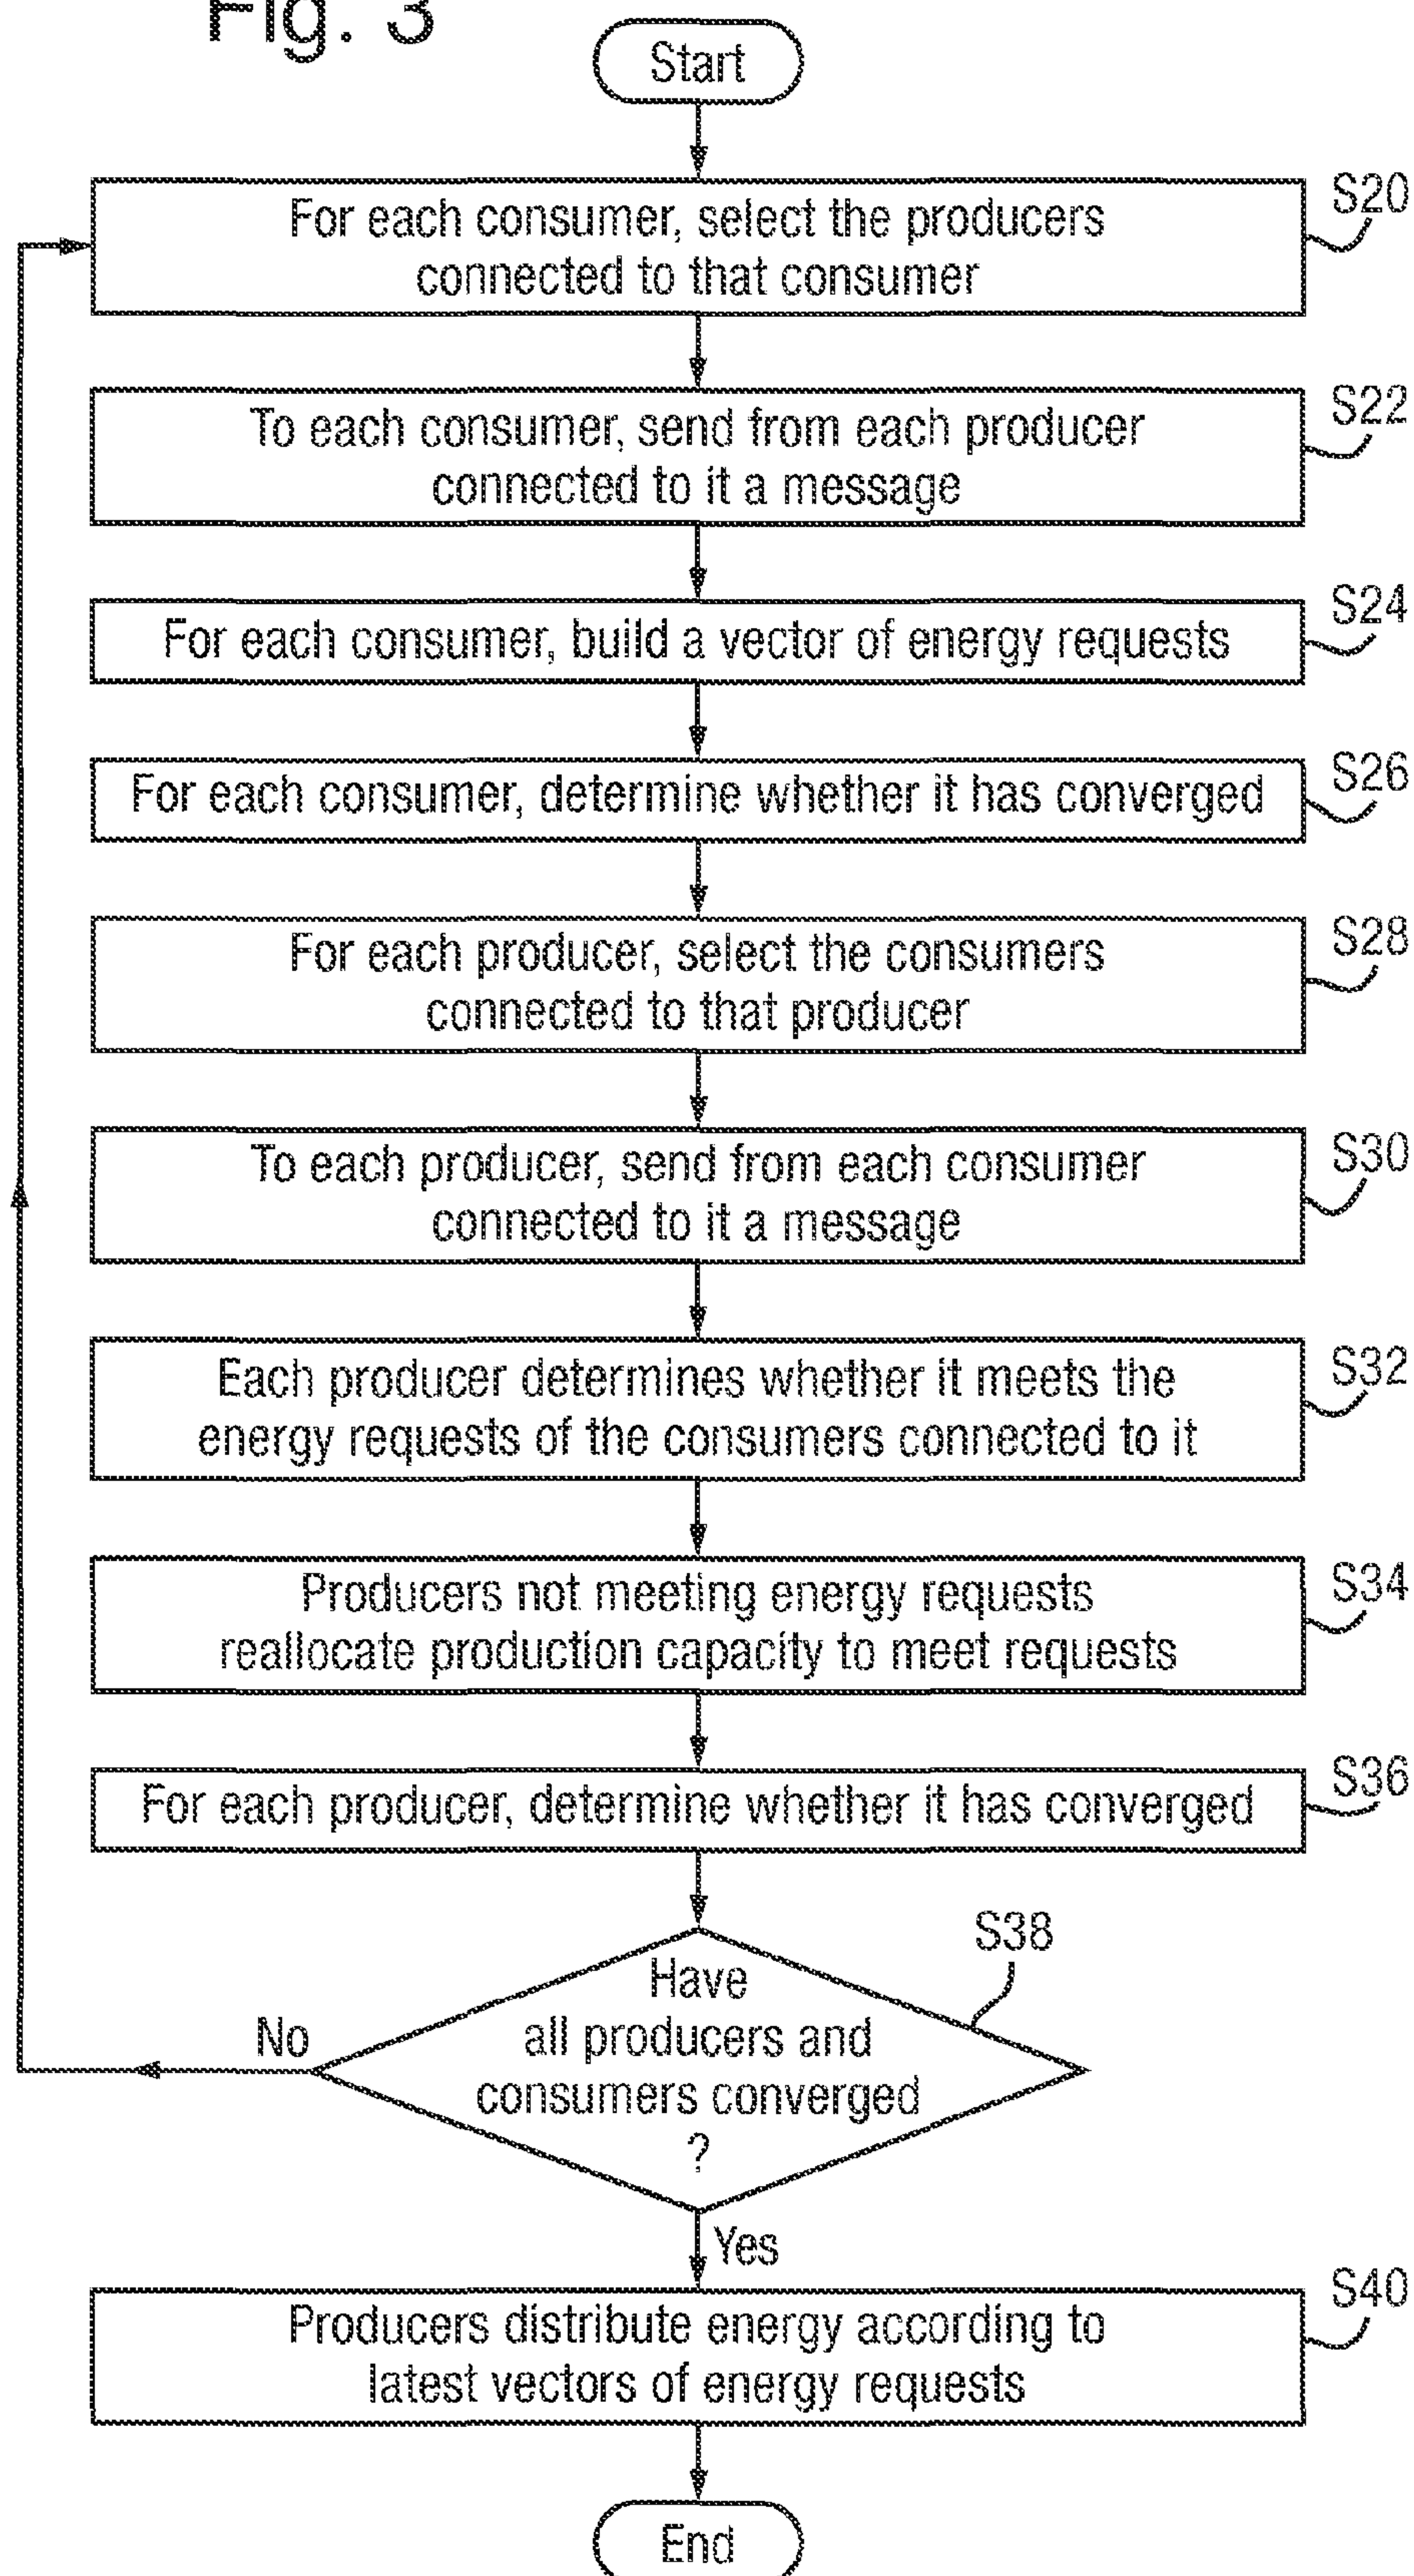 Fig. 3
Start
For each consumer, select the producers
connected to that consumer
S20
To each consumer, send from each producer
connected to it a message
S22
For each consumer, build a vector of energy requests
S24
For each consumer, determine whether it has converged
S26
For each producer, select the consumers
connected to that producer
S28
To each producer, send from each consumer
connected to it a message
S30
Each producer determines whether it meets the
energy requests of the consumers connected to it
S32
Producers not meeting energy requests
reallocate production capacity to meet requests
S34
For each producer, determine whether it has converged
S36
S38
Have
all producers and
consumers converged
?
No
Yes
Producers distribute energy according to
latest vectors of energy requests
S40
End